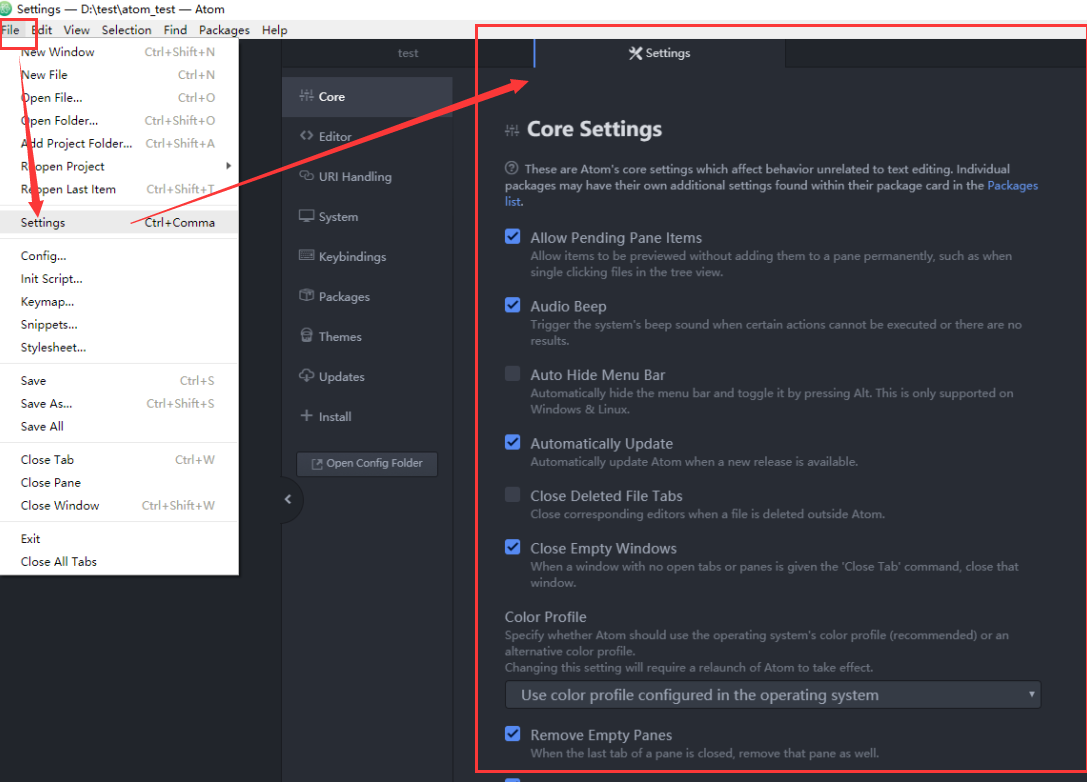 Settings — D:\test\atom_test — Atom
File Edit View Selection Find Packages Help
New Window Ctrl+Shift+N
New File Ctrl+N
Open File... Ctrl+O
Open Folder... Ctrl+Shift+O
Add Project Folder... Ctrl+Shift+A
Reopen Project
Reopen Last Item Ctrl+Shift+T
Settings Ctrl+Comma
Config...
Init Script...
Keymap...
Snippets...
Stylesheet...
Save Ctrl+S
Save As... Ctrl+Shift+S
Save All
Close Tab Ctrl+W
Close Pane
Close Window Ctrl+Shift+W
Exit
Close All Tabs
test
Settings
Core
Editor
URI Handling
System
Keybindings
Packages
Themes
Updates
Install
Open Config Folder
Core Settings
These are Atom's core settings which affect behavior unrelated to text editing. Individual
packages may have their own additional settings found within their package card in the Packages
list.
Allow Pending Pane Items
Allow items to be previewed without adding them to a pane permanently, such as when
single clicking files in the tree view.
Audio Beep
Trigger the system's beep sound when certain actions cannot be executed or there are no
results.
Auto Hide Menu Bar
Automatically hide the menu bar and toggle it by pressing Alt. This is only supported on
Windows & Linux.
Automatically Update
Automatically update Atom when a new release is available.
Close Deleted File Tabs
Close corresponding editors when a file is deleted outside Atom.
Close Empty Windows
When a window with no open tabs or panes is given the 'Close Tab' command, close that
window.
Color Profile
Specify whether Atom should use the operating system's color profile (recommended) or an
alternative color profile.
Changing this setting will require a relaunch of Atom to take effect.
Use color profile configured in the operating system
Remove Empty Panes
When the last tab of a pane is closed, remove that pane as well.